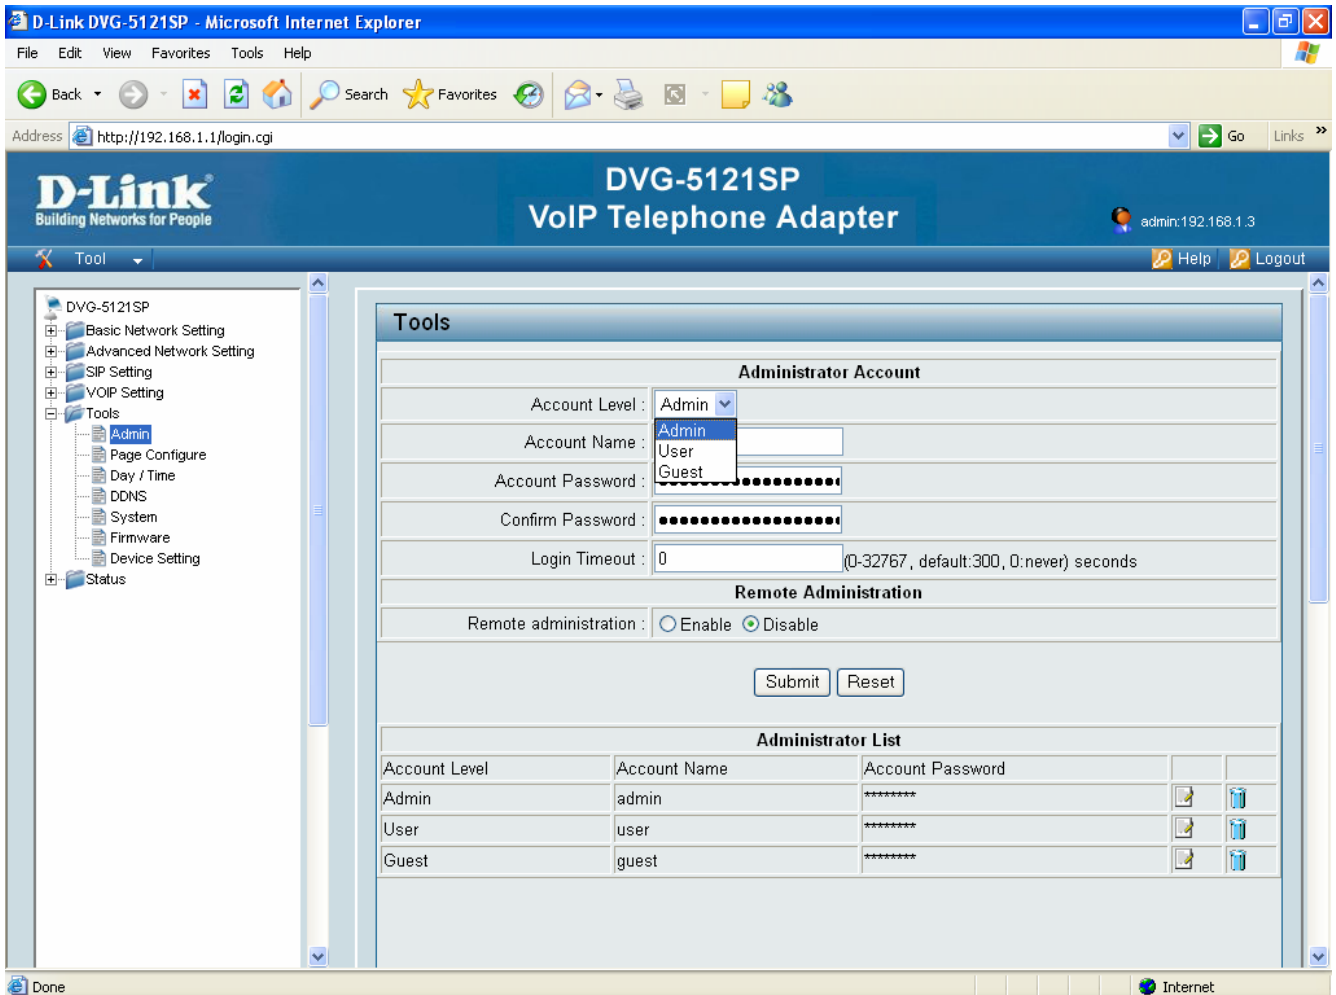 D-Link DVG-5121SP - Microsoft Internet Explorer
File Edit View Favorites Tools Help
Back Search Favorites
Address http://192.168.1.1/login.cgi Go Links »
D-Link
Building Networks for People
DVG-5121SP
VoIP Telephone Adapter
admin:192.168.1.3
Tool Help Logout
DVG-5121SP
Basic Network Setting
Advanced Network Setting
SIP Setting
VOIP Setting
Tools
Admin
Page Configure
Day / Time
DDNS
System
Firmware
Device Setting
Status
Tools
Administrator Account
Account Level : Admin
Admin
User
Guest
Account Name :
Account Password :
Confirm Password :
Login Timeout : 0 (0-32767, default:300, 0:never) seconds
Remote Administration
Remote administration : Enable Disable
Submit Reset
Administrator List
Account Level Account Name Account Password
Admin admin ********
User user ********
Guest guest ********
Done Internet